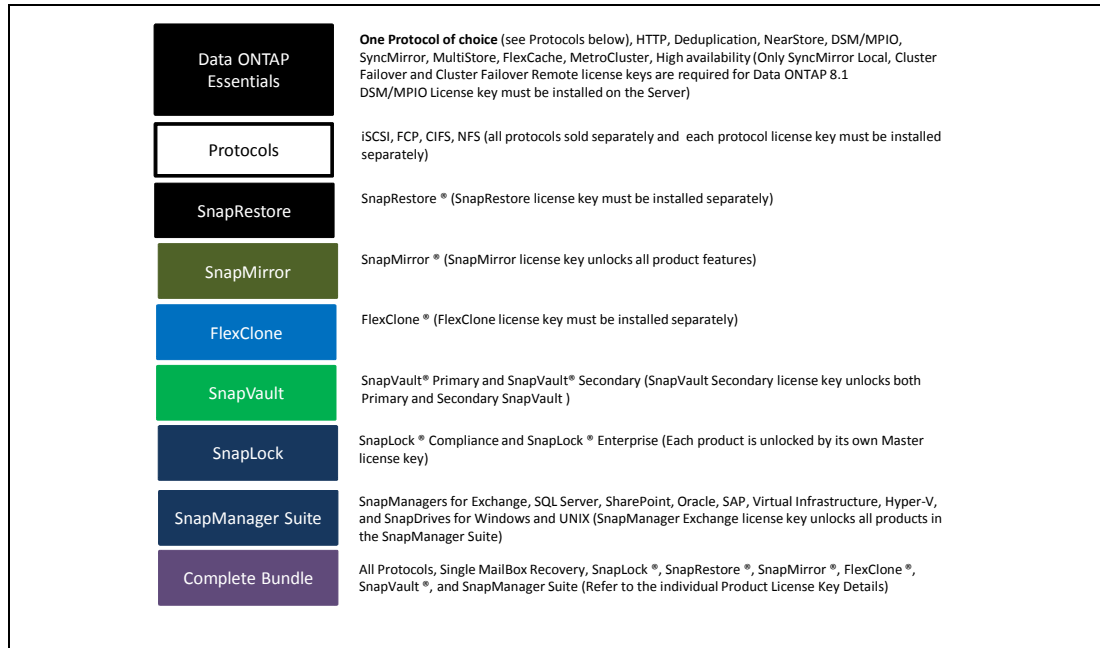 Data ONTAP
Essentials
One Protocol of choice (see Protocols below), HTTP, Deduplication, NearStore, DSM/MPIO,
SyncMirror, MultiStore, FlexCache, MetroCluster, High availability (Only SyncMirror Local, Cluster
Failover and Cluster Failover Remote license keys are required for Data ONTAP 8.1
DSM/MPIO License key must be installed on the Server)
Protocols
iSCSI, FCP, CIFS, NFS (all protocols sold separately and each protocol license key must be installed
separately)
SnapRestore
SnapRestore ® (SnapRestore license key must be installed separately)
SnapMirror
SnapMirror ® (SnapMirror license key unlocks all product features)
FlexClone
FlexClone ® (FlexClone license key must be installed separately)
SnapVault
SnapVault® Primary and SnapVault® Secondary (SnapVault Secondary license key unlocks both
Primary and Secondary SnapVault )
SnapLock
SnapLock ® Compliance and SnapLock ® Enterprise (Each product is unlocked by its own Master
license key)
SnapManager Suite
SnapManagers for Exchange, SQL Server, SharePoint, Oracle, SAP, Virtual Infrastructure, Hyper-V,
and SnapDrives for Windows and UNIX (SnapManager Exchange license key unlocks all products in
the SnapManager Suite)
Complete Bundle
All Protocols, Single MailBox Recovery, SnapLock ®, SnapRestore ®, SnapMirror ®, FlexClone ®,
SnapVault ®, and SnapManager Suite (Refer to the individual Product License Key Details)